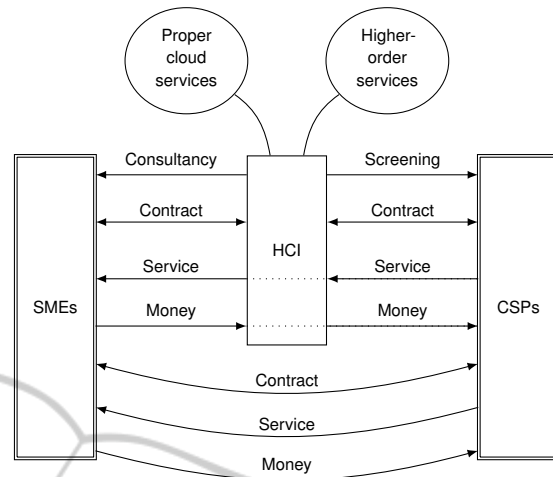 Proper
cloud
services
Higher-
order
services
Consultancy
Screening
Contract
Contract
HCI
Service
Service
SMEs
Money
Money
CSPs
Contract
Service
Money